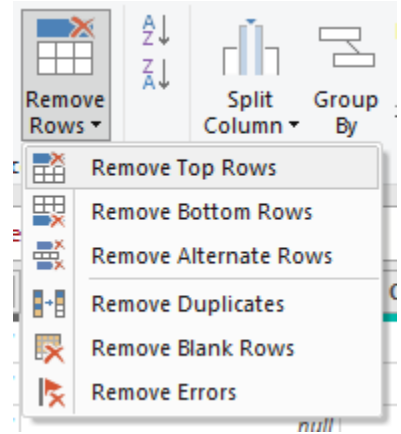 A
Z
Z
A
Remove
Rows
Split
Column
Group
By
Remove Top Rows
Remove Bottom Rows
Remove Alternate Rows
Remove Duplicates
Remove Blank Rows
Remove Errors
null